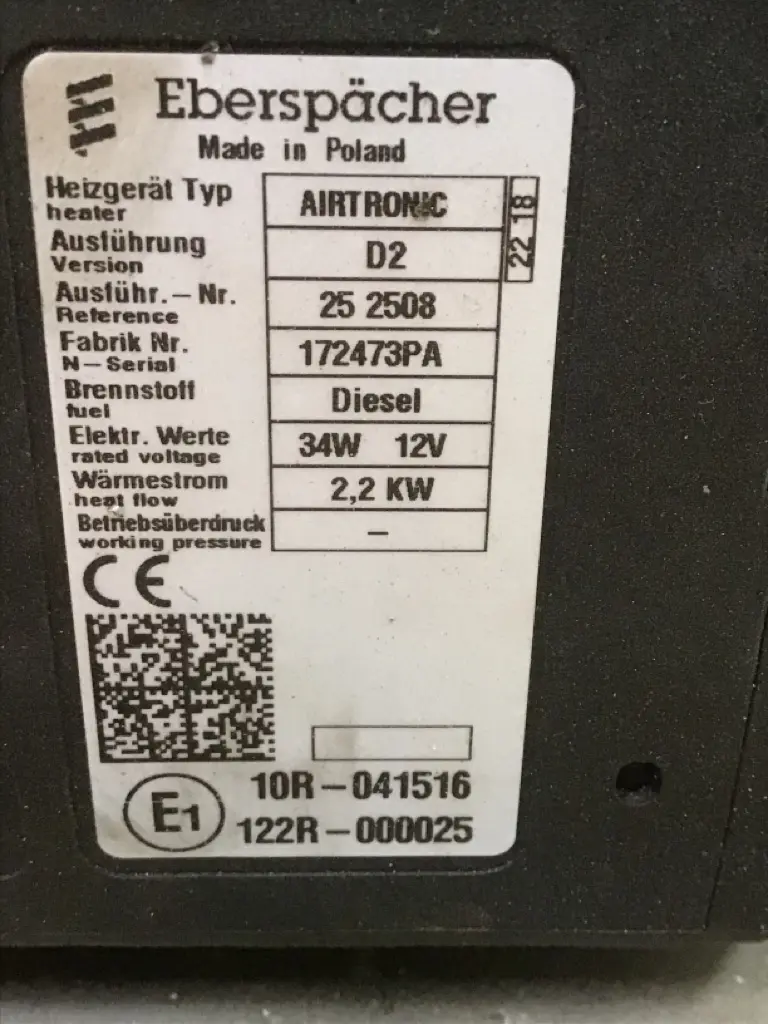 Eberspächer
Made in Poland
Heizgerät Typ
heater
AIRTRONIC
22 18
Ausführung
Version
D2
Ausführ.-Nr.
Reference
25 2508
Fabrik Nr.
N-Serial
172473PA
Brennstoff
fuel
Diesel
Elektr. Werte
rated voltage
34W 12V
Wärmestrom
heat flow
2,2 KW
Betriebsüberdruck
working pressure
–
CE
E1
10R-041516
122R-000025